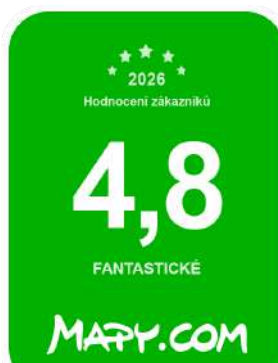 2026
Hodnocení zákazníků
4,8
FANTASTICKÉ
MAPY.COM